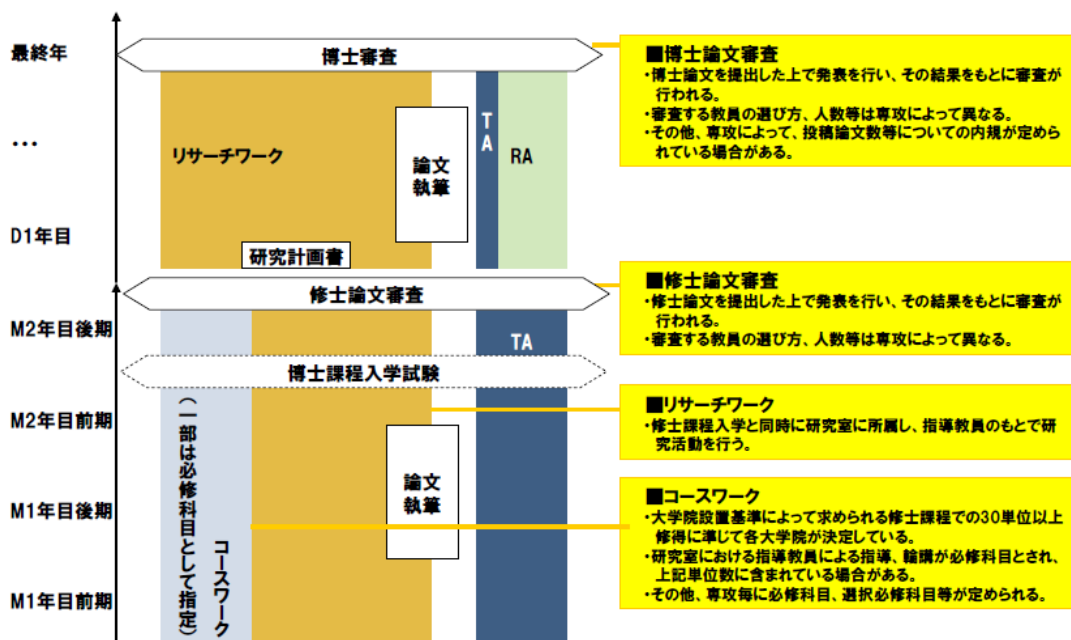 最終年
・・・
D1年目
M2年目後期
M2年目前期
M1年目後期
M1年目前期
博士審査
リサーチワーク
論文
執筆
TA
RA
研究計画書
修士論文審査
TA
博士課程入学試験
論文
執筆
コースワーク
(一部は必修科目として指定)
■博士論文審査
・博士論文を提出した上で発表を行い、その結果をもとに審査が
行われる。
・審査する教員の選び方、人数等は専攻によって異なる。
・その他、専攻によって、投稿論文数等についての内規が定めら
れている場合がある。
■修士論文審査
・修士論文を提出した上で発表を行い、その結果をもとに審査が
行われる。
・審査する教員の選び方、人数等は専攻によって異なる。
■リサーチワーク
・修士課程入学と同時に研究室に所属し、指導教員のもとで研
究活動を行う。
■コースワーク
・大学院設置基準によって求められる修士課程での30単位以上
修得に準じて各大学院が決定している。
・研究室における指導教員による指導、輪講が必修科目とされ、
上記単位数に含まれている場合がある。
・その他、専攻毎に必修科目、選択必修科目等が定められる。